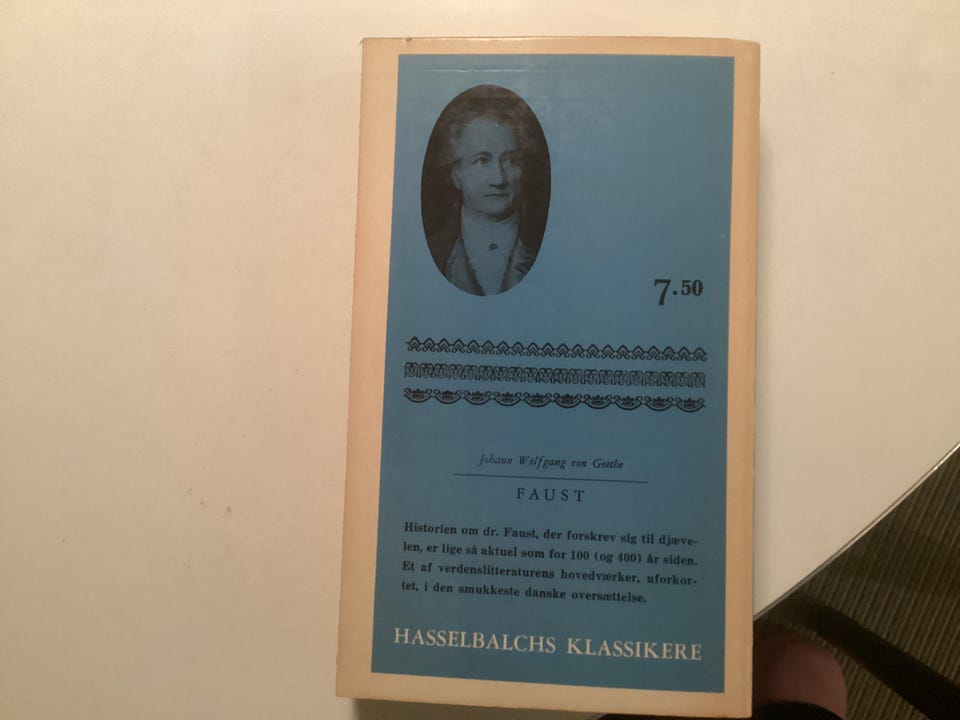 7.50
Johann Wolfgang von Goethe
FAUST
Historien om dr. Faust, der forskrev sig til djæve-
len, er lige så aktuel som for 100 (og 400) år siden.
Et af verdenslitteraturens hovedværker, uforkor-
tet, i den smukkeste danske oversættelse.
HASSELBALCHS KLASSIKERE